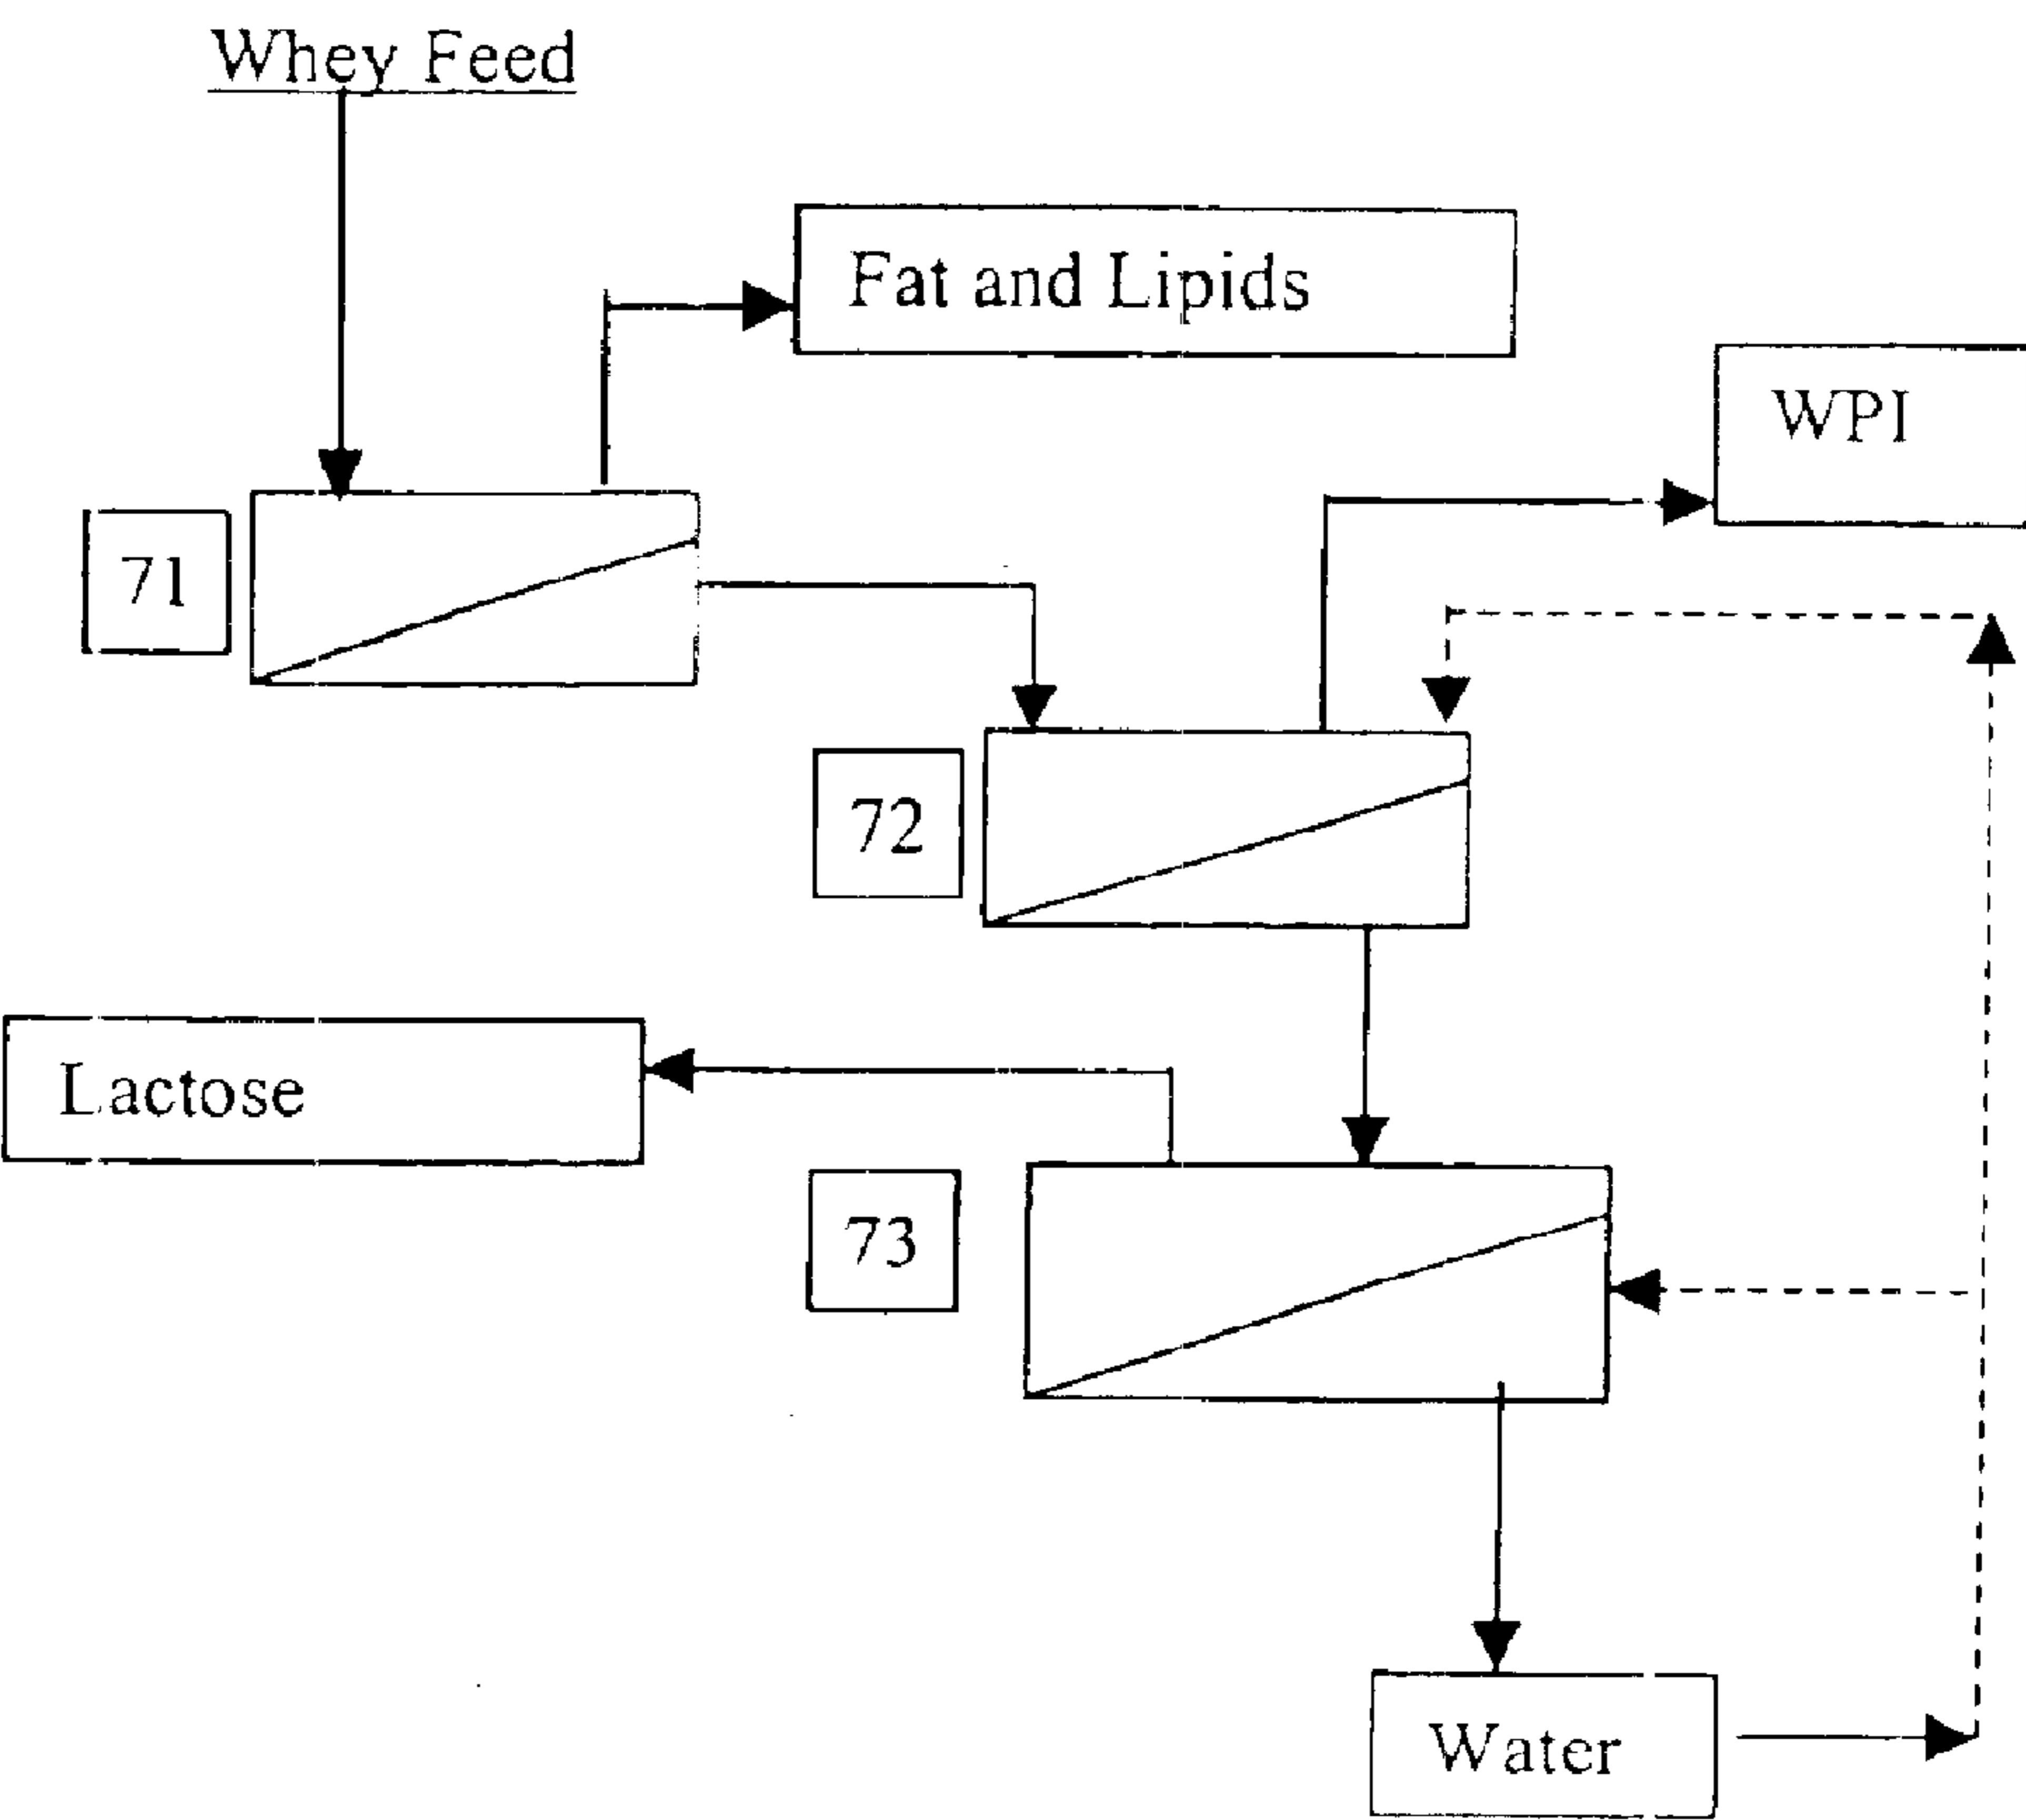 Whey Feed
Fat and Lipids
WPI
71
72
Lactose
73
Water